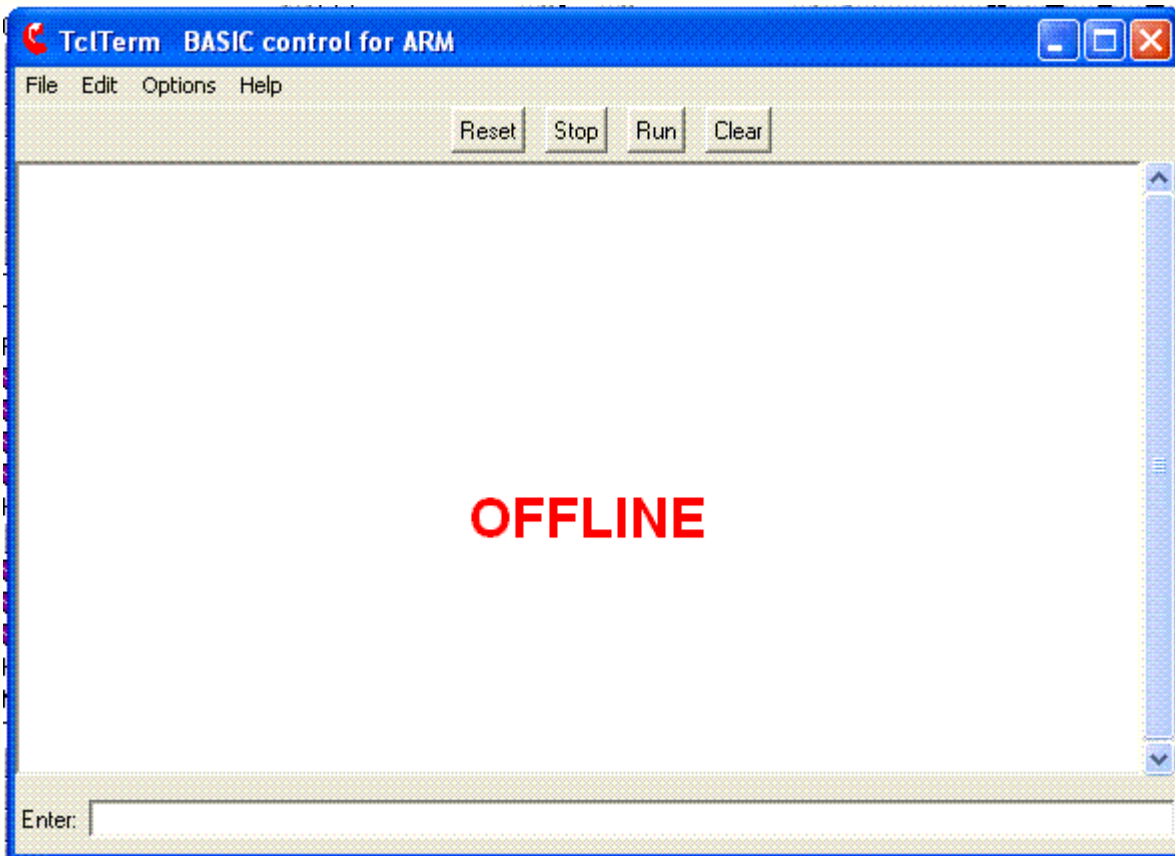 TclTerm BASIC control for ARM
File Edit Options Help
Reset Stop Run Clear
OFFLINE
Enter: